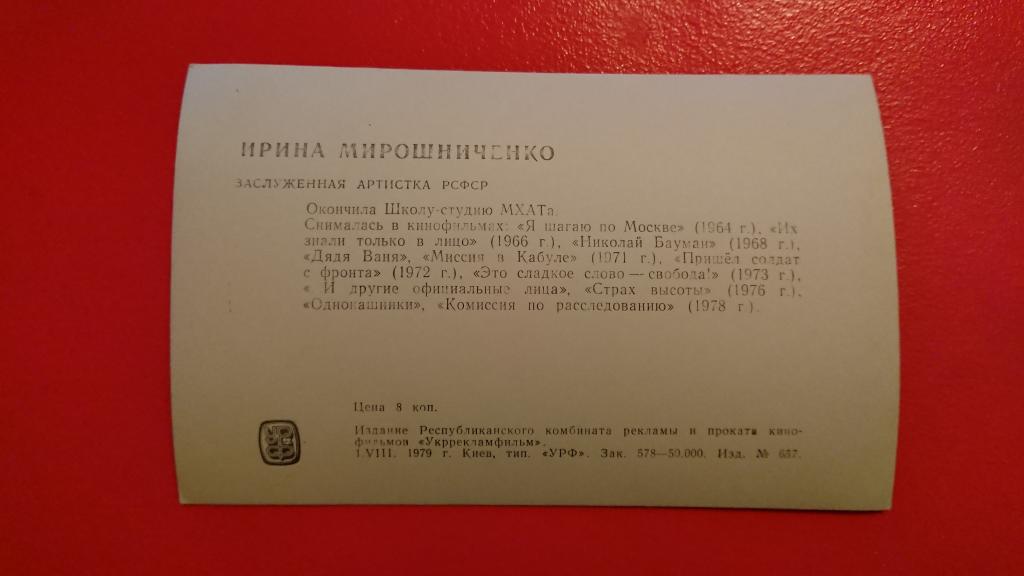 ИРИНА МИРОШНИЧЕНКО
ЗАСЛУЖЕННАЯ АРТИСТКА РСФСР
Окончила Школу-студию МХАТа.
Снималась в кинофильмах: «Я шагаю по Москве» (1964 г.), «Их
знали только в лицо» (1966 г.), «Николай Бауман» (1968 г.),
«Дядя Ваня», «Миссия в Кабуле» (1971 г.), «Пришёл солдат
с фронта» (1972 г.), «Это сладкое слово — свобода!» (1973 г.),
« И другие официальные лица», «Страх высоты» (1976 г.),
«Однокашники», «Комиссия по расследованию» (1978 г.).
Цена 8 коп.
Издание Республиканского комбината рекламы и проката кино-
фильмов «Укррекламфильм».
1.VIII. 1979 г. Киев, тип. «УРФ». Зак. 578—50.000. Изд. № 637.